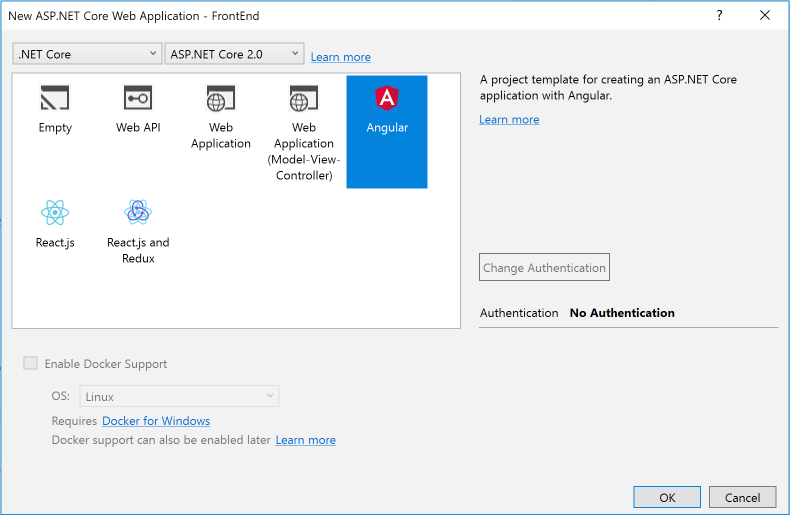 New ASP.NET Core Web Application - FrontEnd
.NET Core
ASP.NET Core 2.0
Learn more
Empty
Web API
Web
Application
Web
Application
(Model-View-
Controller)
Angular
React.js
React.js and
Redux
A project template for creating an ASP.NET Core
application with Angular.
Learn more
Change Authentication
Authentication No Authentication
Enable Docker Support
OS: Linux
Requires Docker for Windows
Docker support can also be enabled later Learn more
OK
Cancel